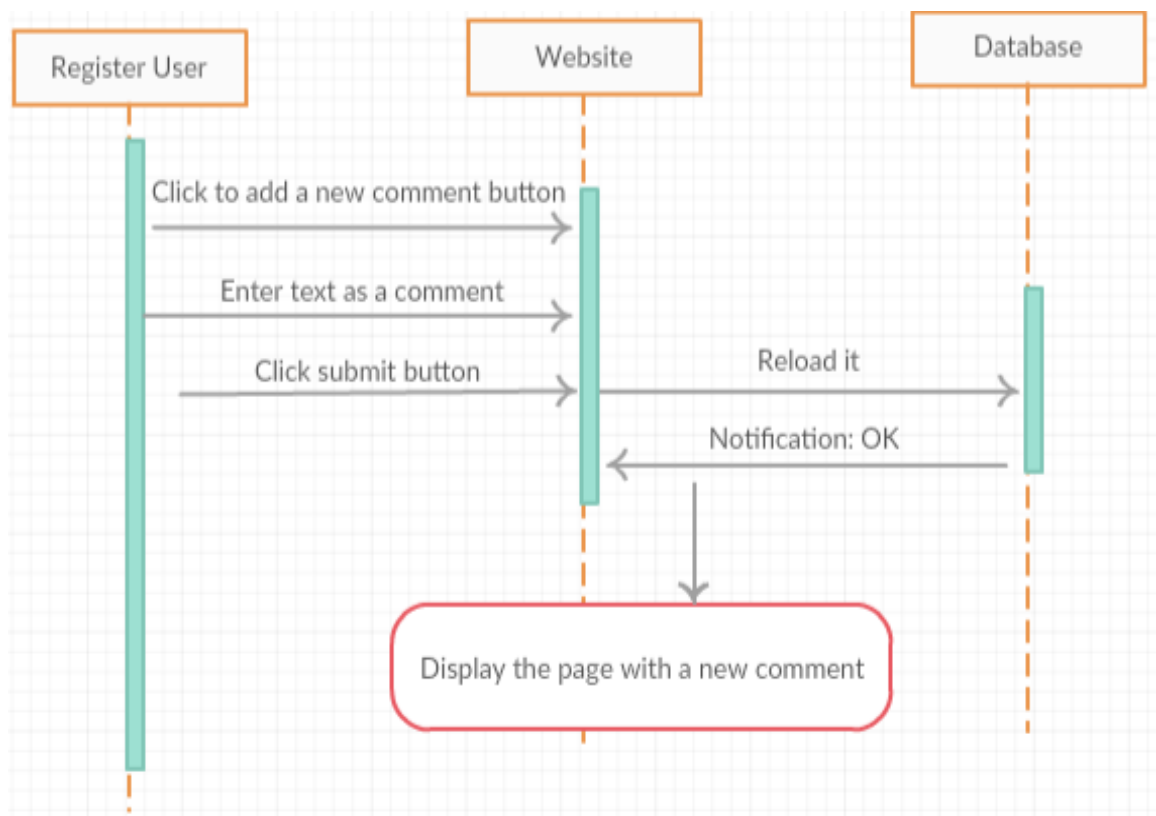 Register User
Website
Database
Click to add a new comment button
Enter text as a comment
Click submit button
Reload it
Notification: OK
Display the page with a new comment